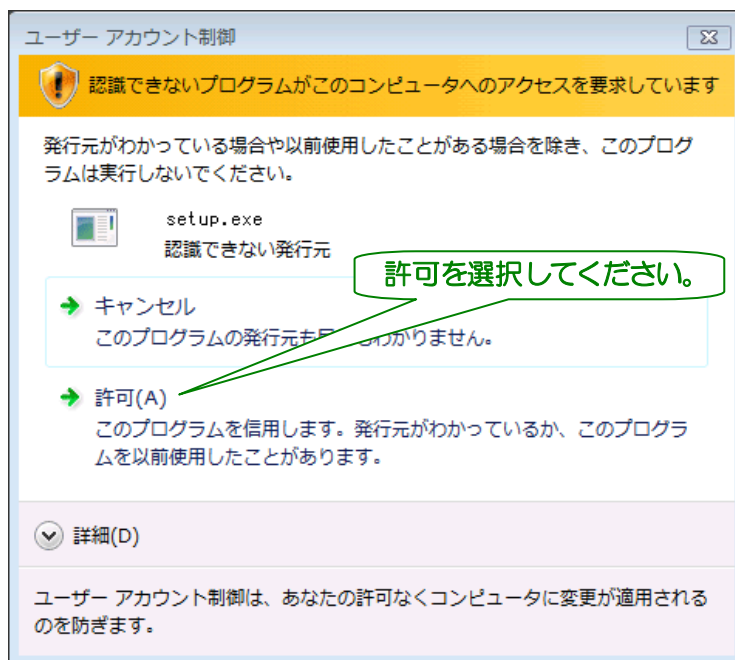 ユーザー アカウント制御
認識できないプログラムがこのコンピュータへのアクセスを要求しています
発行元がわかっている場合や以前使用したことがある場合を除き、このプログ
ラムは実行しないでください。
setup.exe
認識できない発行元
許可を選択してください。
キャンセル
このプログラムの発行元も わかりません。
許可(A)
このプログラムを信用します。発行元がわかっているか、このプログラ
ムを以前使用したことがあります。
詳細(D)
ユーザー アカウント制御は、あなたの許可なくコンピュータに変更が適用される
のを防ぎます。